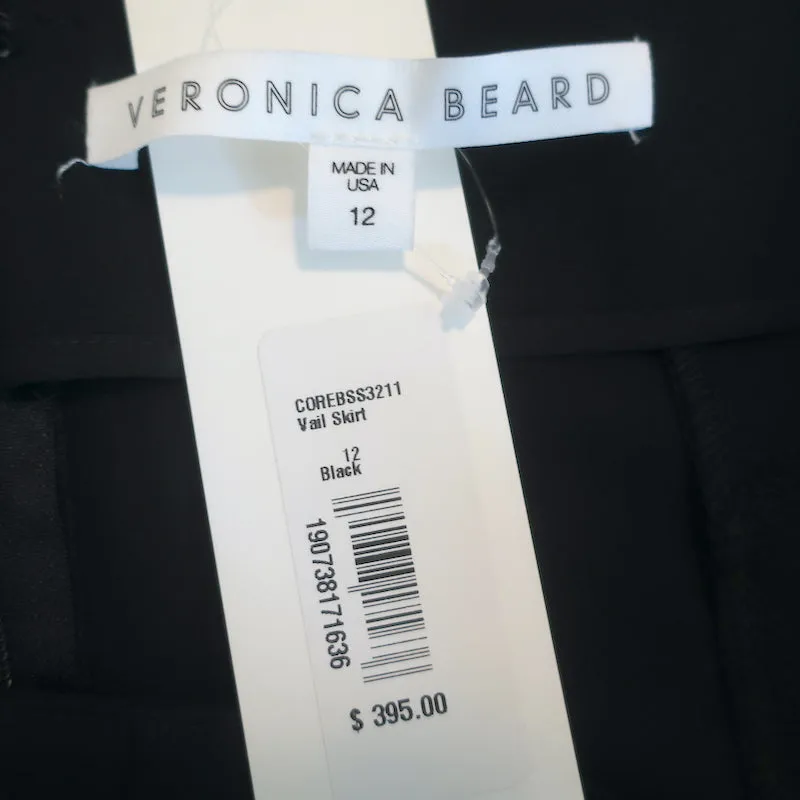 VERONICA BEARD
MADE IN
USA
12
COREBSS3211
Vail Skirt
12
Black
190738171636
$ 395.00